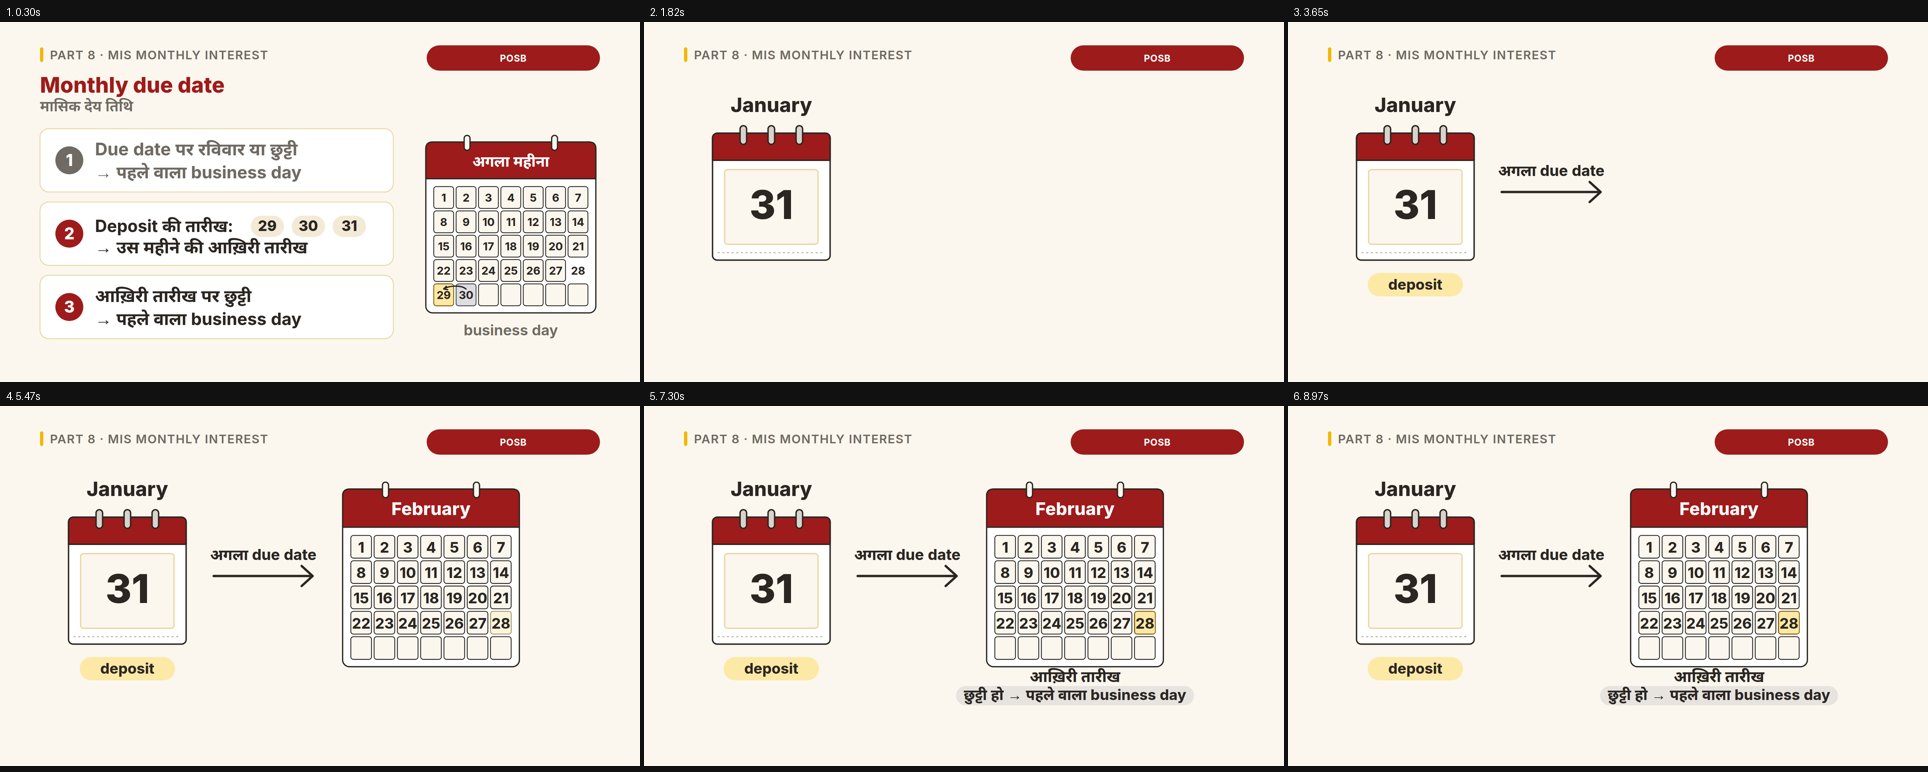 1. 0.30s
PART 8 · MIS MONTHLY INTEREST
POSB
Monthly due date
मासिक देय तिथि
1 Due date पर रविवार या छुट्टी
→ पहले वाला business day
2 Deposit की तारीख: 29 30 31
→ उस महीने की आख़िरी तारीख
3 आख़िरी तारीख पर छुट्टी
→ पहले वाला business day
अगला महीना
1 2 3 4 5 6 7
8 9 10 11 12 13 14
15 16 17 18 19 20 21
22 23 24 25 26 27 28
29 30
business day
2. 1.82s
PART 8 · MIS MONTHLY INTEREST
POSB
January
31
3. 3.65s
PART 8 · MIS MONTHLY INTEREST
POSB
January
31
अगला due date
deposit
4. 5.47s
PART 8 · MIS MONTHLY INTEREST
POSB
January
31
deposit
अगला due date
February
1 2 3 4 5 6 7
8 9 10 11 12 13 14
15 16 17 18 19 20 21
22 23 24 25 26 27 28
5. 7.30s
PART 8 · MIS MONTHLY INTEREST
POSB
January
31
deposit
अगला due date
February
1 2 3 4 5 6 7
8 9 10 11 12 13 14
15 16 17 18 19 20 21
22 23 24 25 26 27 28
आख़िरी तारीख
छुट्टी हो → पहले वाला business day
6. 8.97s
PART 8 · MIS MONTHLY INTEREST
POSB
January
31
deposit
अगला due date
February
1 2 3 4 5 6 7
8 9 10 11 12 13 14
15 16 17 18 19 20 21
22 23 24 25 26 27 28
आख़िरी तारीख
छुट्टी हो → पहले वाला business day